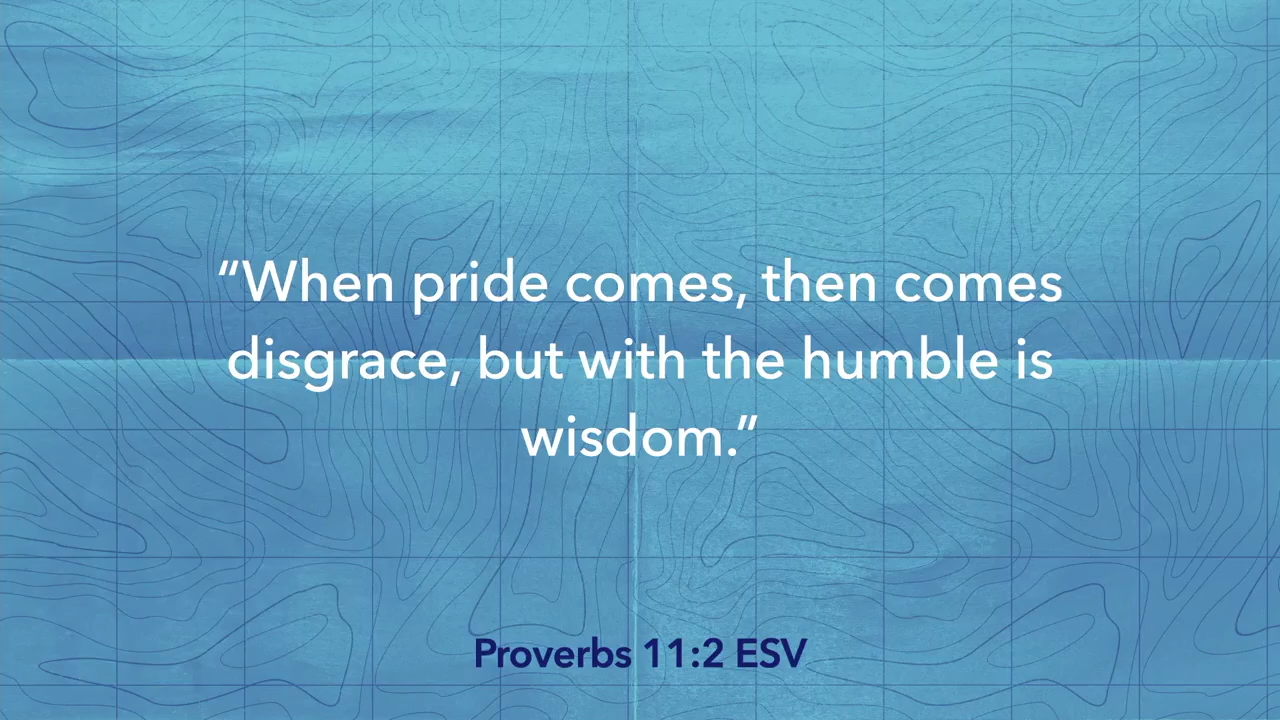 “When pride comes, then comes
disgrace, but with the humble is
wisdom.”
Proverbs 11:2 ESV